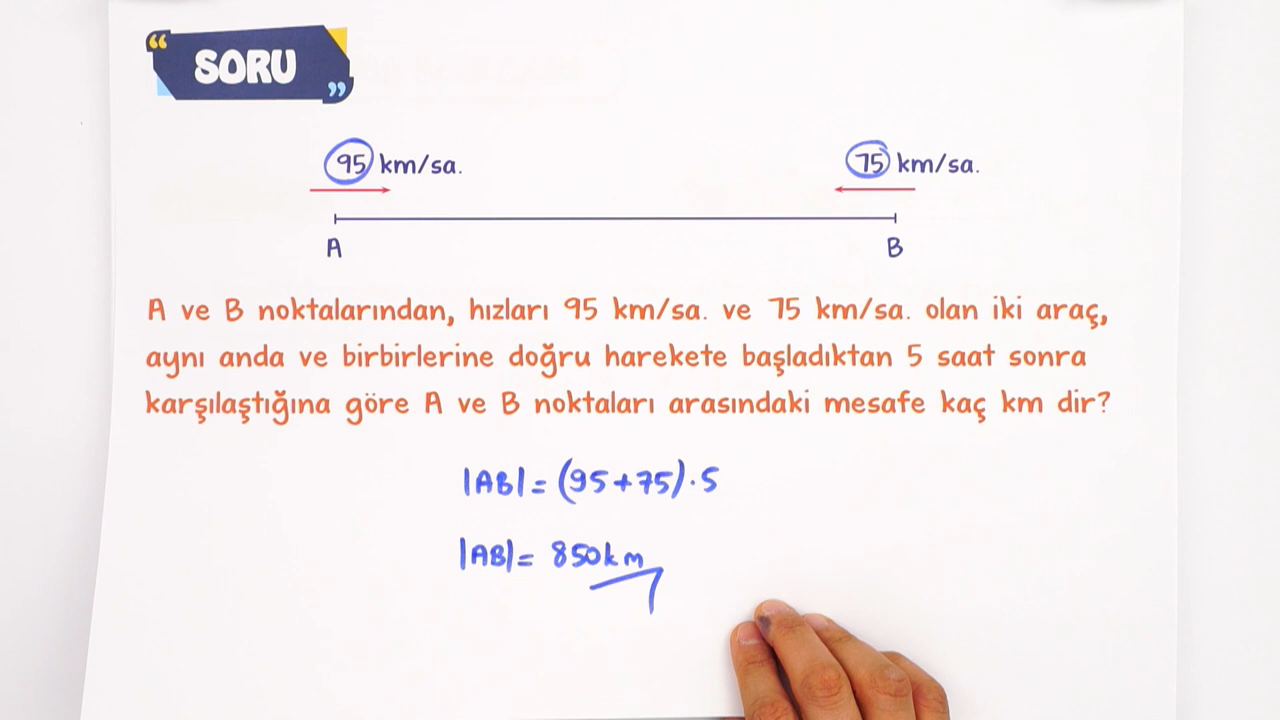 “ SORU ”
95 km/sa. 75 km/sa.
A B
A ve B noktalarından, hızları 95 km/sa. ve 75 km/sa. olan iki araç,
aynı anda ve birbirlerine doğru harekete başladıktan 5 saat sonra
karşılaştığına göre A ve B noktaları arasındaki mesafe kaç km dir?
|AB| = (95+75).5
|AB| = 850km